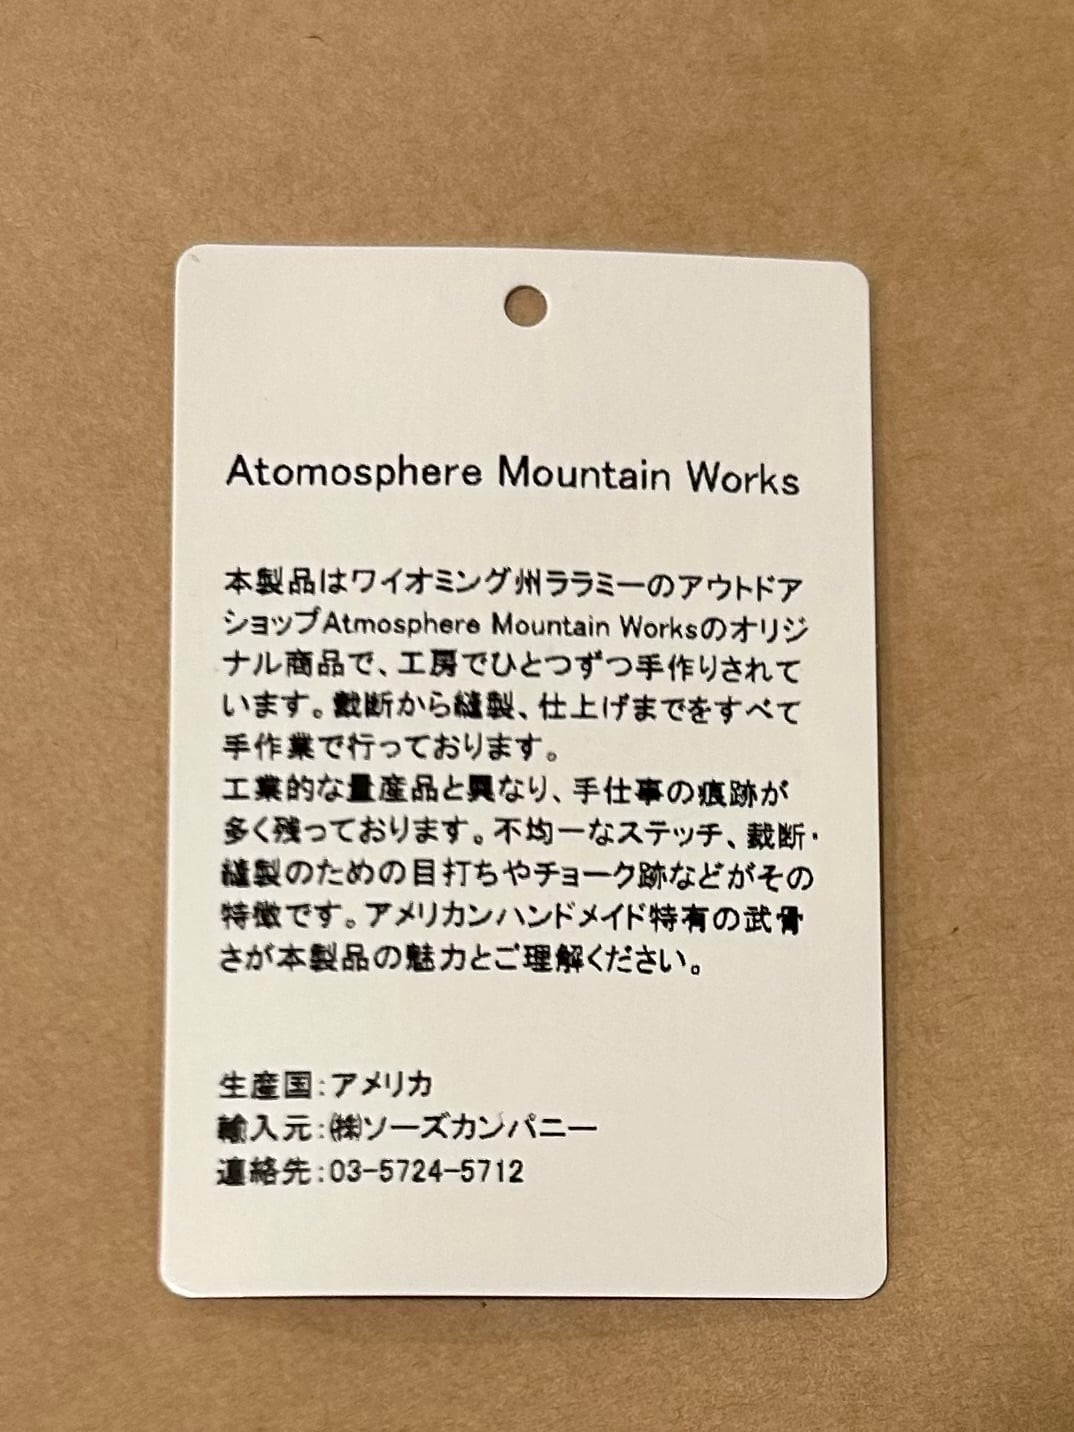 Atomosphere Mountain Works
本製品はワイオミング州ララミーのアウトドア
ショップAtmosphere Mountain Worksのオリジ
ナル商品で、工房でひとつずつ手作りされて
います。裁断から縫製、仕上げまでをすべて
手作業で行っております。
工業的な量産品と異なり、手仕事の痕跡が
多く残っております。不均一なステッチ、裁断・
縫製のための目打ちやチョーク跡などがその
特徴です。アメリカンハンドメイド特有の武骨
さが本製品の魅力とご理解ください。
生産国:アメリカ
輸入元:㈱ソーズカンパニー
連絡先:03-5724-5712